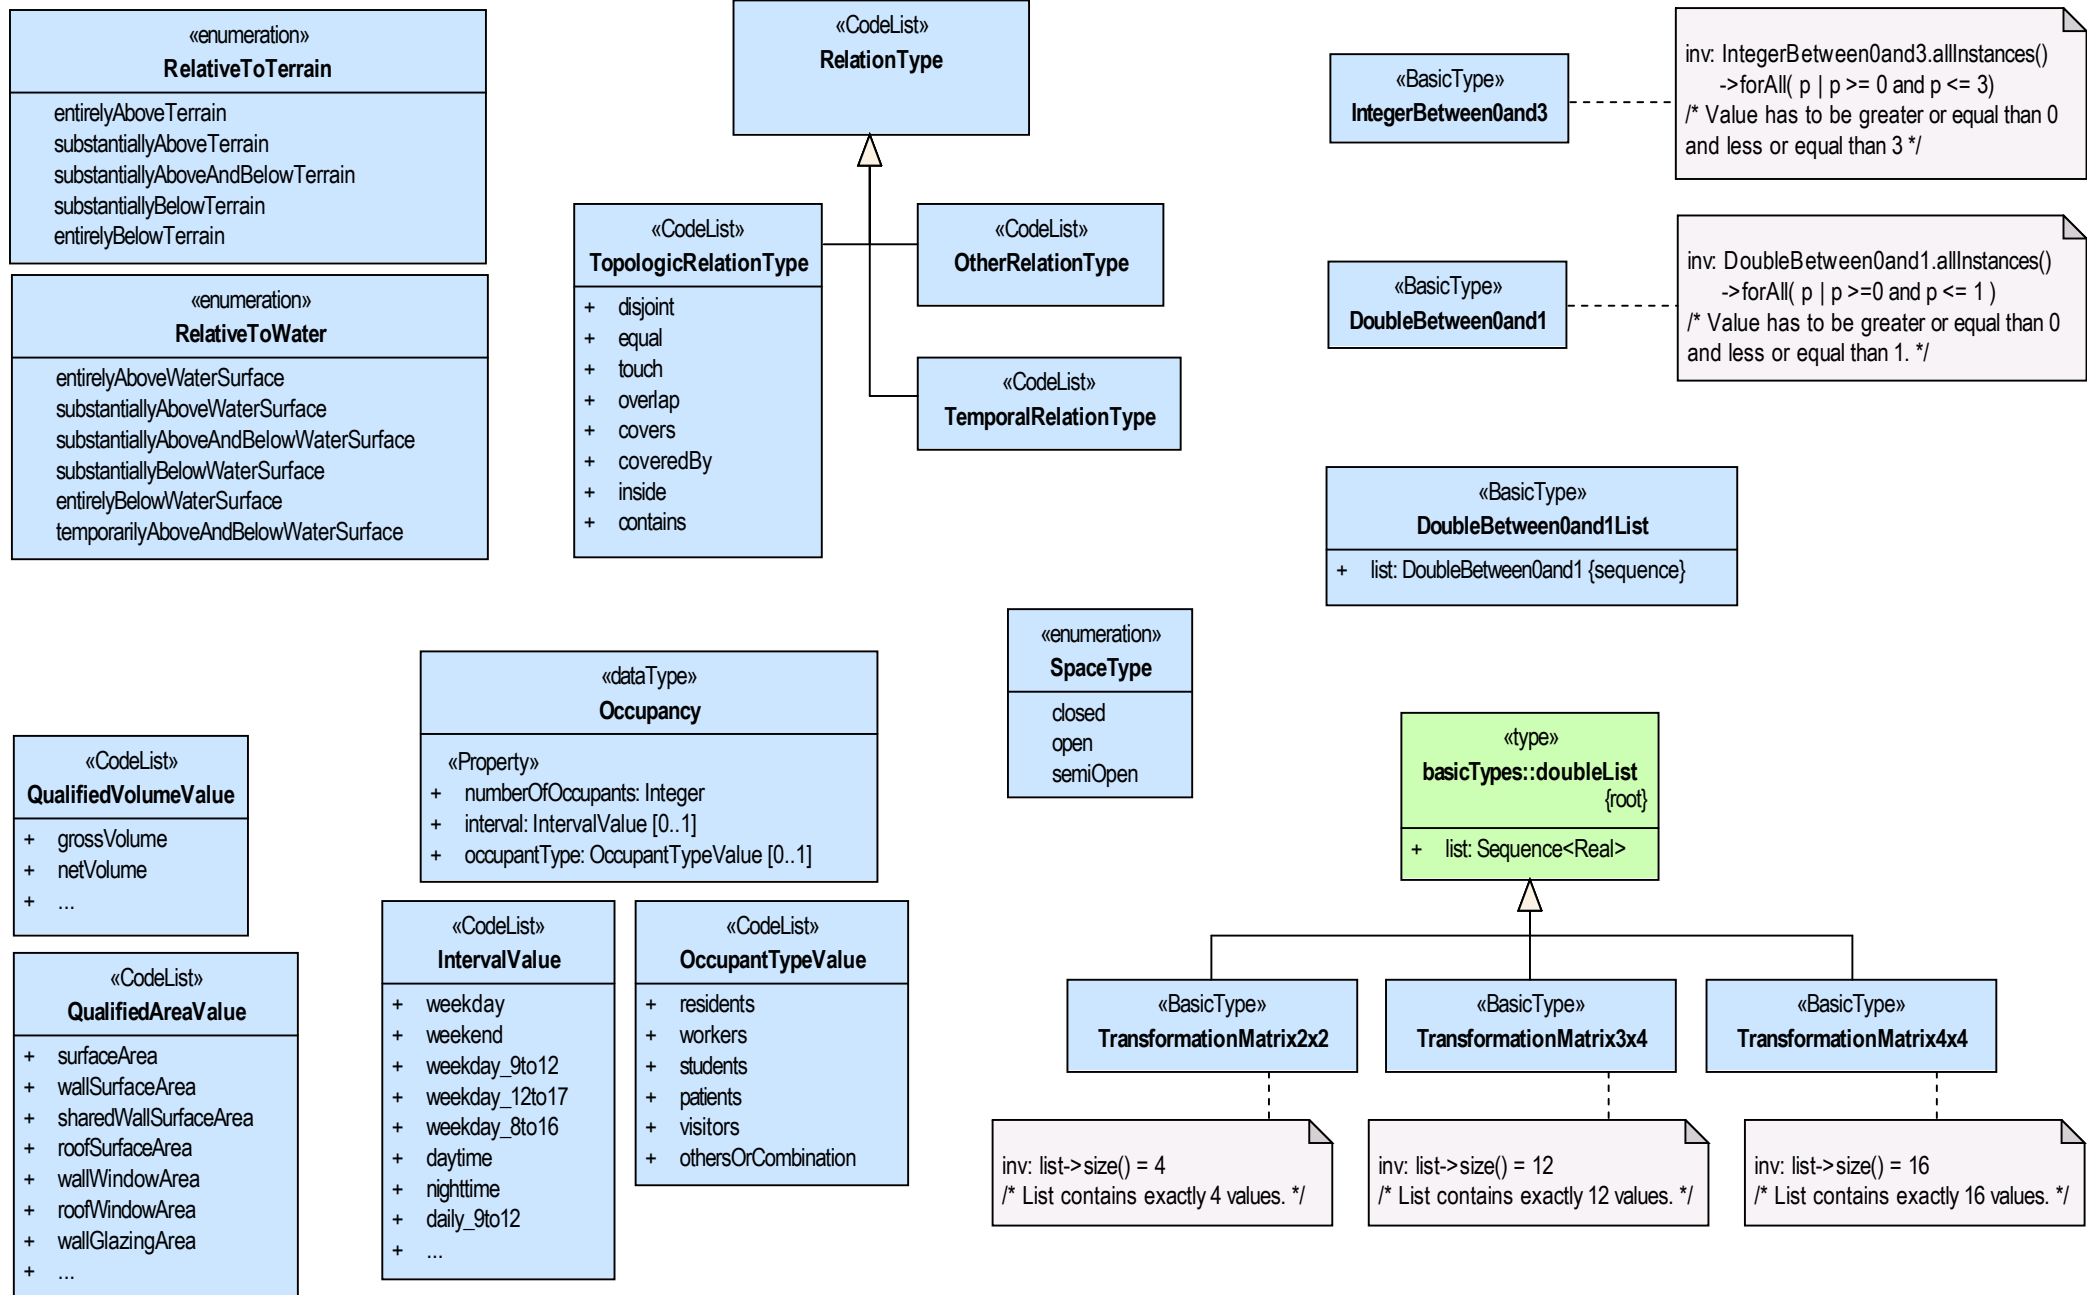 «enumeration»
RelativeToTerrain
entirelyAboveTerrain
substantiallyAboveTerrain
substantiallyAboveAndBelowTerrain
substantiallyBelowTerrain
entirelyBelowTerrain
«enumeration»
RelativeToWater
entirelyAboveWaterSurface
substantiallyAboveWaterSurface
substantiallyAboveAndBelowWaterSurface
substantiallyBelowWaterSurface
entirelyBelowWaterSurface
temporarilyAboveAndBelowWaterSurface
«CodeList»
RelationType
«CodeList»
TopologicRelationType
+ disjoint
+ equal
+ touch
+ overlap
+ covers
+ coveredBy
+ inside
+ contains
«CodeList»
OtherRelationType
«CodeList»
TemporalRelationType
«BasicType»
IntegerBetween0and3
inv: IntegerBetween0and3.allInstances()
->forAll( p | p >= 0 and p <= 3)
/* Value has to be greater or equal than 0
and less or equal than 3 */
«BasicType»
DoubleBetween0and1
inv: DoubleBetween0and1.allInstances()
->forAll( p | p >=0 and p <= 1 )
/* Value has to be greater or equal than 0
and less or equal than 1. */
«BasicType»
DoubleBetween0and1List
+ list: DoubleBetween0and1 {sequence}
«enumeration»
SpaceType
closed
open
semiOpen
«dataType»
Occupancy
«Property»
+ numberOfOccupants: Integer
+ interval: IntervalValue [0..1]
+ occupantType: OccupantTypeValue [0..1]
«CodeList»
QualifiedVolumeValue
+ grossVolume
+ netVolume
+ ...
«CodeList»
QualifiedAreaValue
+ surfaceArea
+ wallSurfaceArea
+ sharedWallSurfaceArea
+ roofSurfaceArea
+ wallWindowArea
+ roofWindowArea
+ wallGlazingArea
+ ...
«CodeList»
IntervalValue
+ weekday
+ weekend
+ weekday_9to12
+ weekday_12to17
+ weekday_8to16
+ daytime
+ nighttime
+ daily_9to12
+ ...
«CodeList»
OccupantTypeValue
+ residents
+ workers
+ students
+ patients
+ visitors
+ othersOrCombination
«type»
basicTypes::doubleList
{root}
+ list: Sequence<Real>
«BasicType»
TransformationMatrix2x2
«BasicType»
TransformationMatrix3x4
«BasicType»
TransformationMatrix4x4
inv: list->size() = 4
/* List contains exactly 4 values. */
inv: list->size() = 12
/* List contains exactly 12 values. */
inv: list->size() = 16
/* List contains exactly 16 values. */